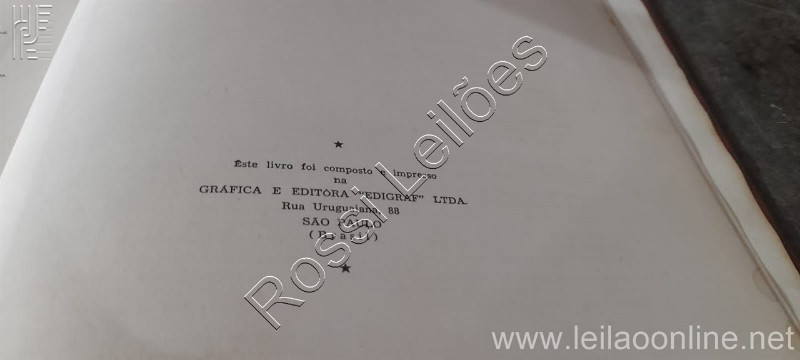 ★
Êste livro foi composto e impresso
na
GRÁFICA E EDITÔRA "EDIGRAF" LTDA.
Rua Uruguaiana, 88
SÃO PAULO
(Brasil)
★
Rossi Leilões
www.leilaoonline.net